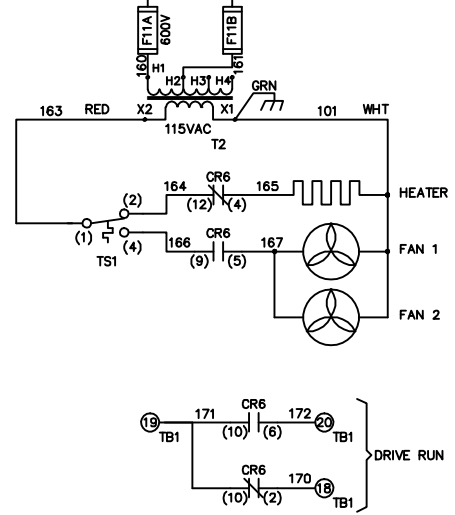 F11A
600V
F11B
160
161
H1
H2
H3
H4
GRN
163
RED
X2
X1
101
WHT
115VAC
T2
CR6
164
165
(12)
(4)
HEATER
(2)
(1)
(4)
TS1
166
CR6
167
(9)
(5)
FAN 1
FAN 2
CR6
171
172
19
20
TB1
(10)
(6)
TB1
DRIVE RUN
CR6
170
(10)
(2)
18
TB1